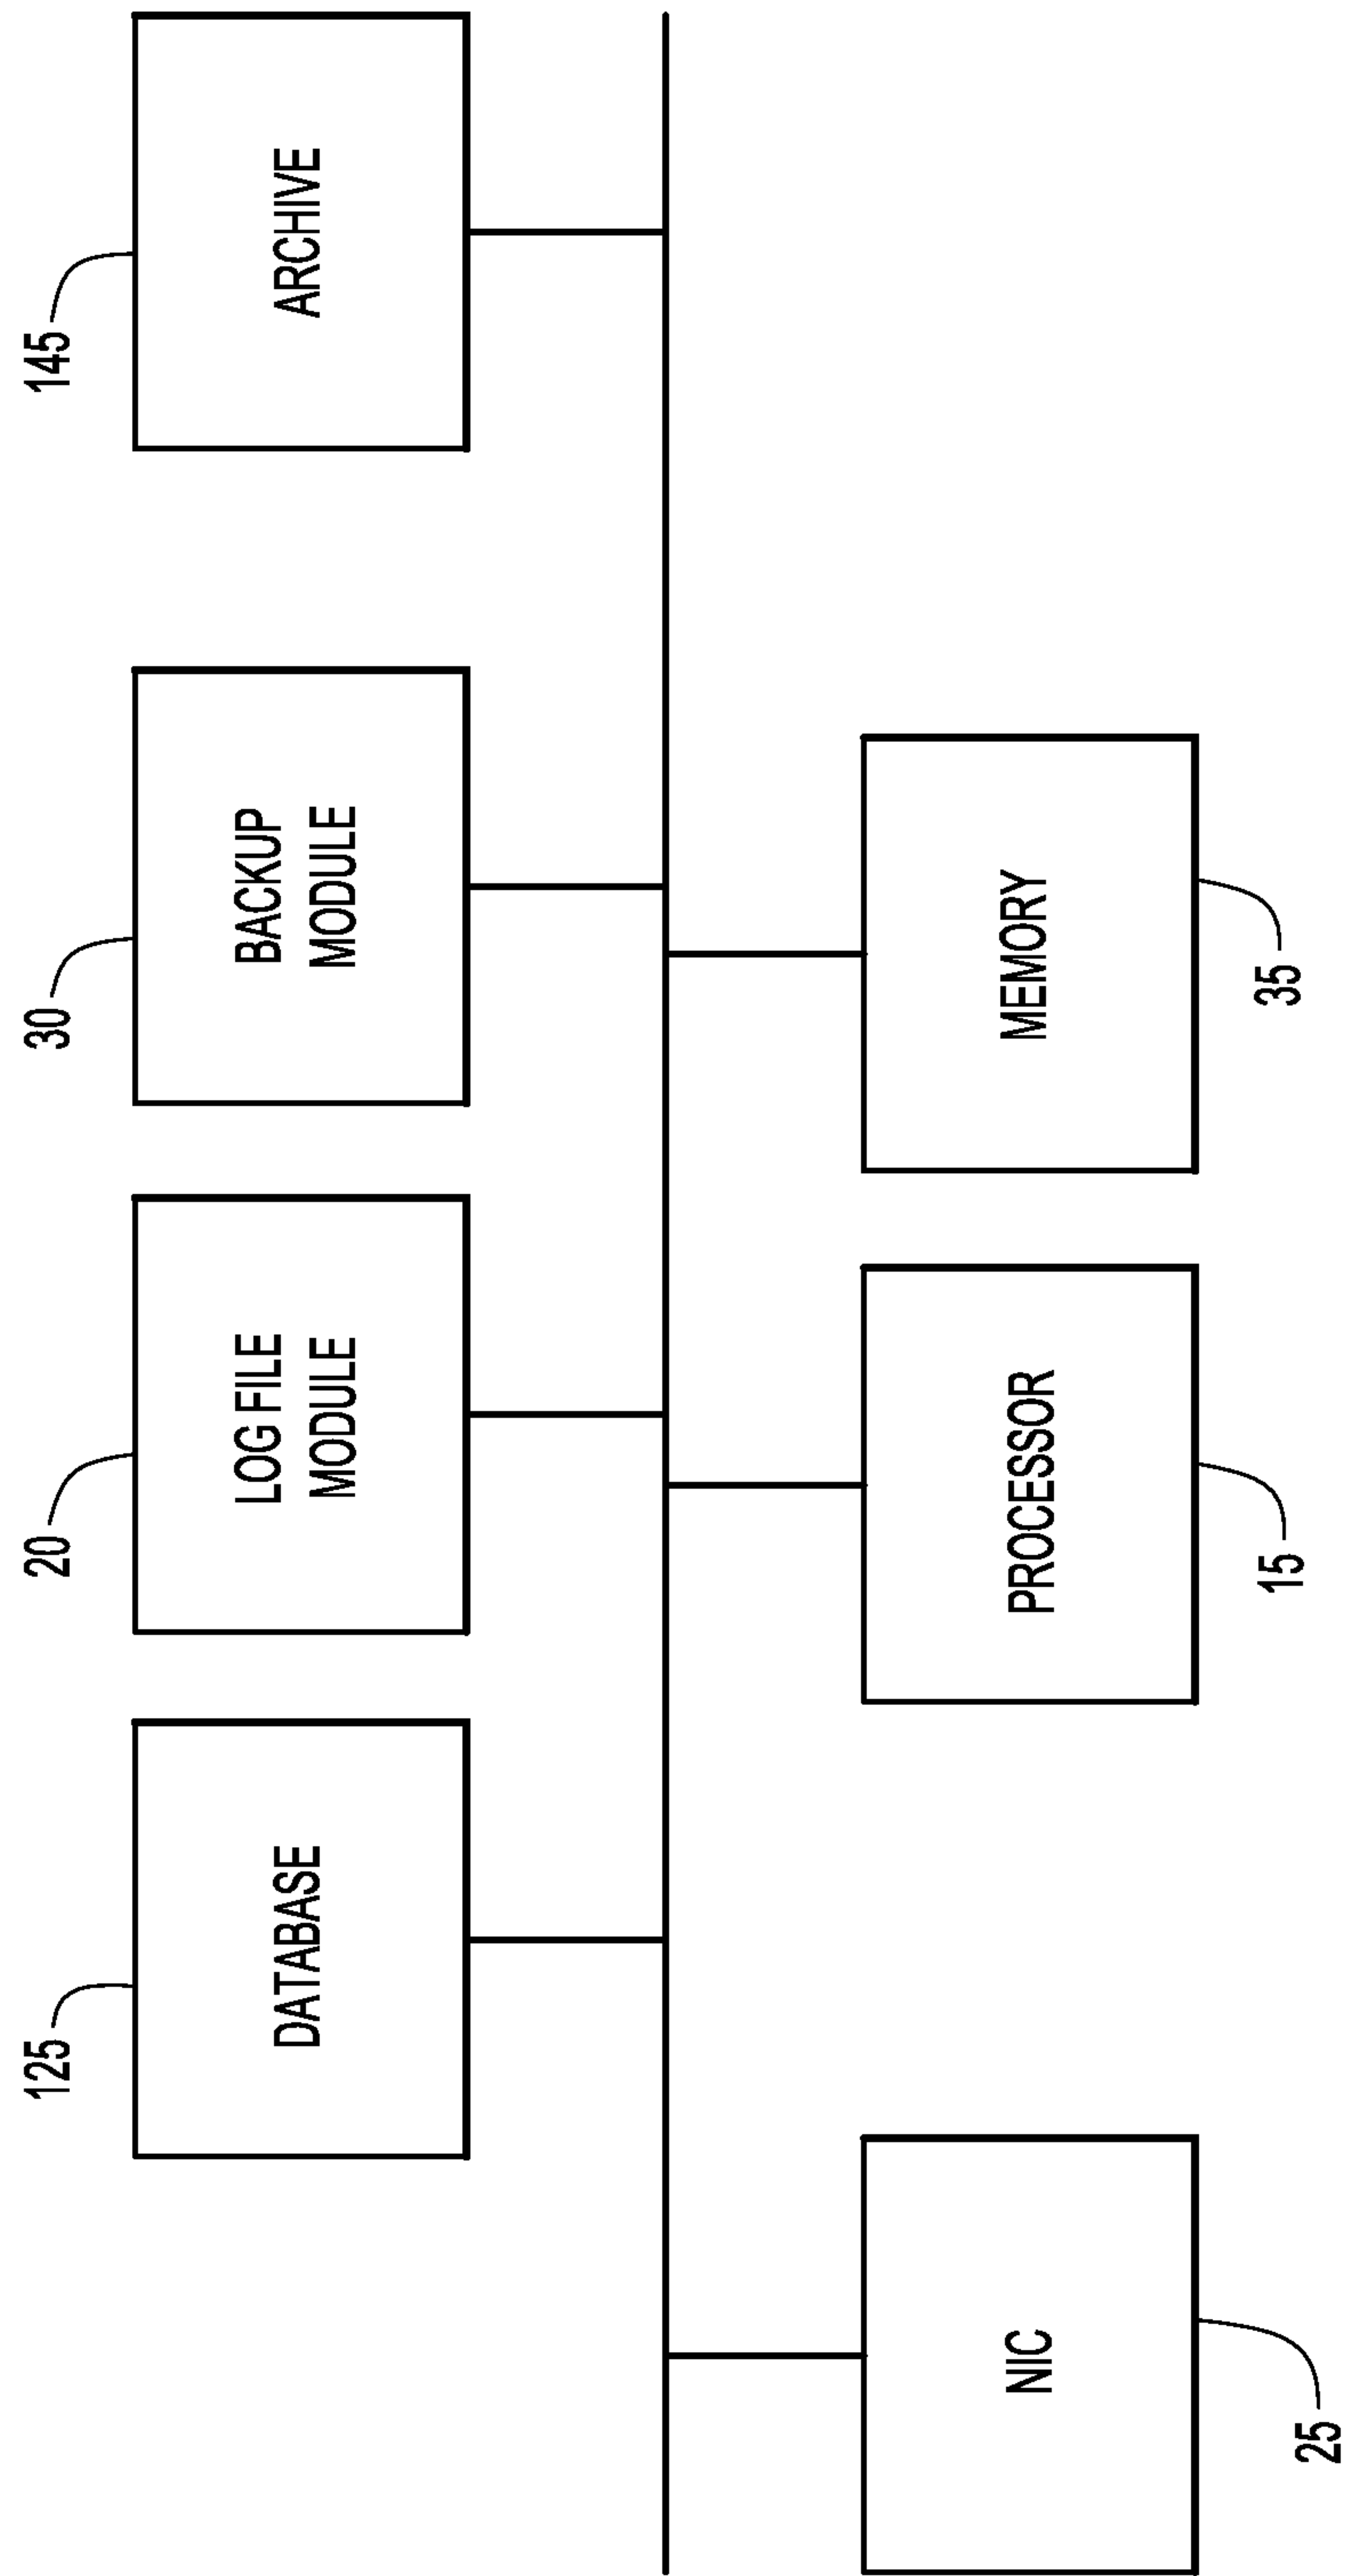 125
20
30
145
DATABASE
LOG FILE
MODULE
BACKUP
MODULE
ARCHIVE
NIC
PROCESSOR
MEMORY
25
15
35